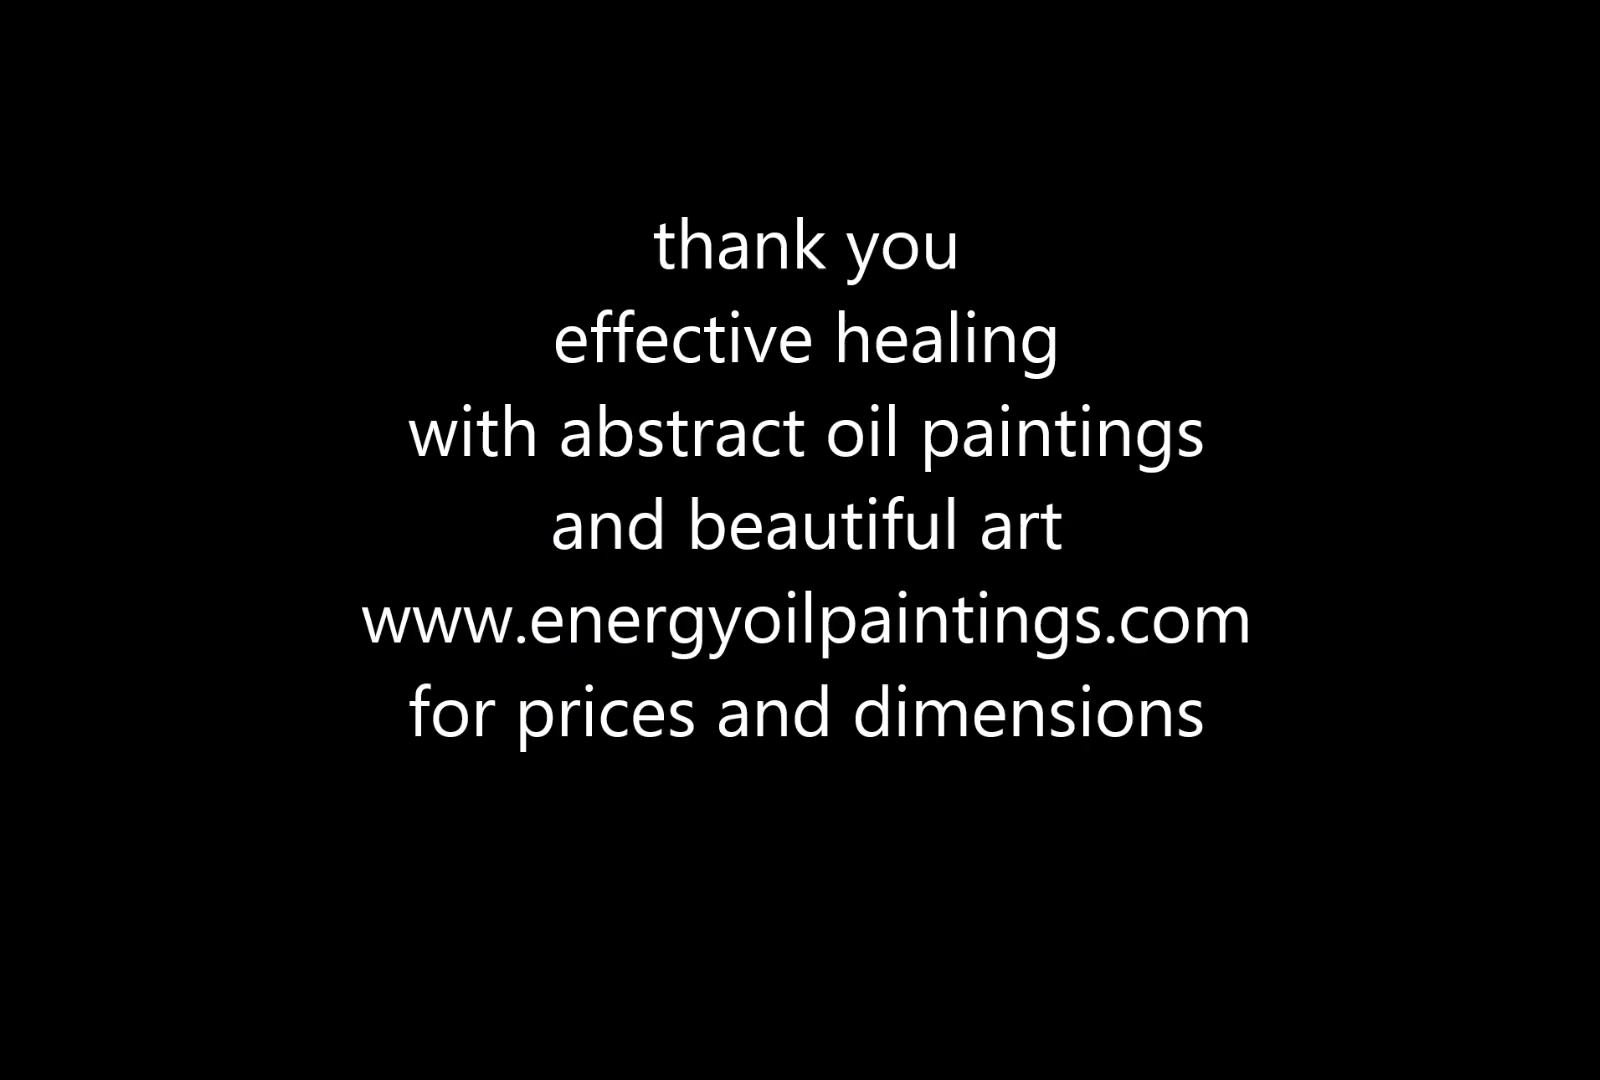 thank you
effective healing
with abstract oil paintings
and beautiful art
www.energyoilpaintings.com
for prices and dimensions